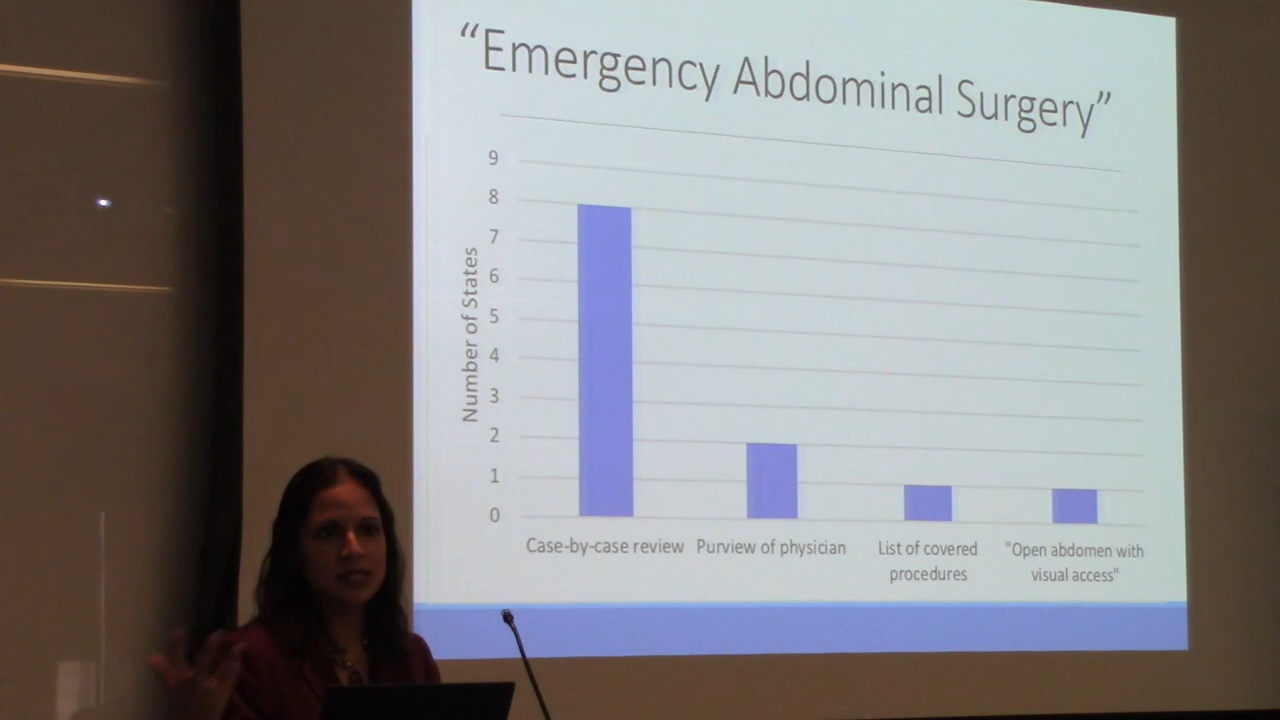 “Emergency Abdominal Surgery”
9
8
7
6
5
4
3
2
1
0
Number of States
Case-by-case review
Purview of physician
List of covered
procedures
"Open abdomen with
visual access"